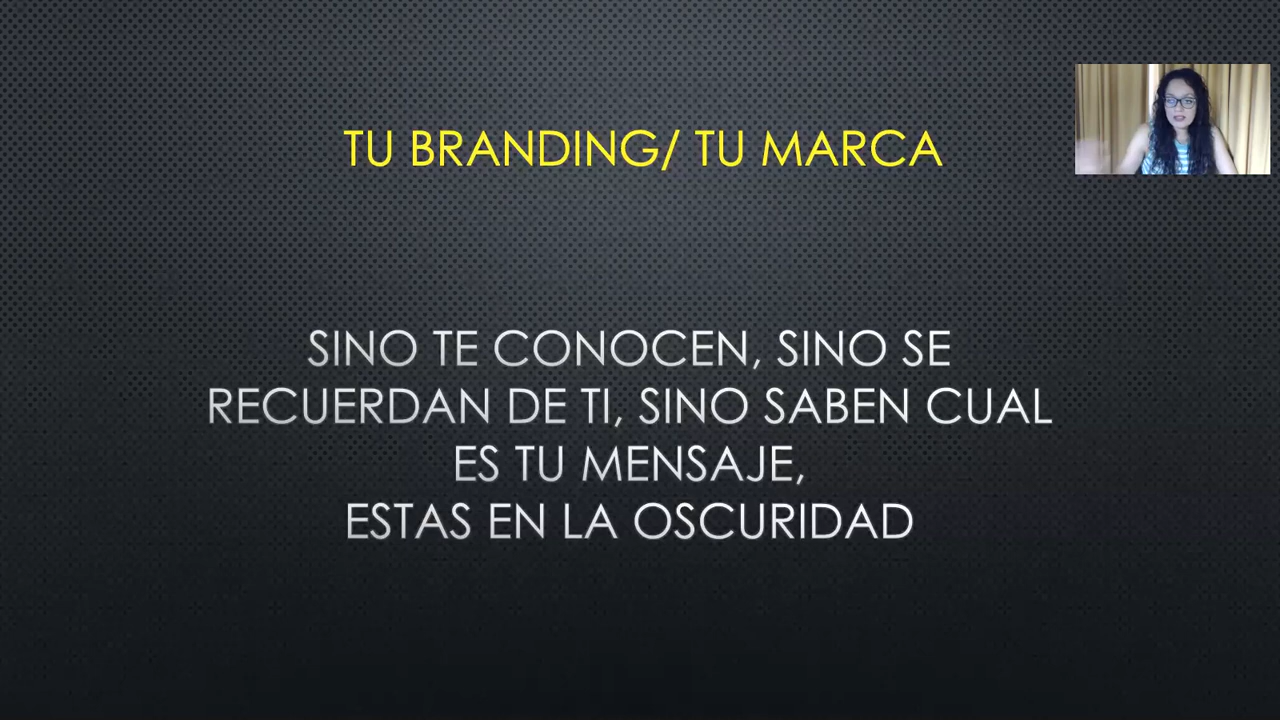 TU BRANDING/ TU MARCA
SINO TE CONOCEN, SINO SE
RECUERDAN DE TI, SINO SABEN CUAL
ES TU MENSAJE,
ESTAS EN LA OSCURIDAD